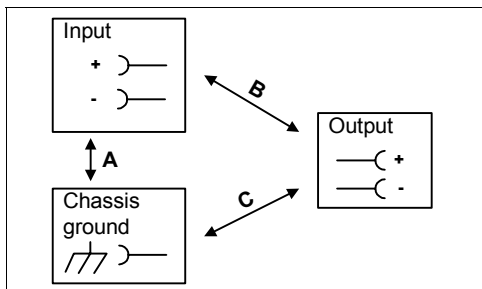 Input
+
-
B
A
Output
+
-
Chassis
ground
C